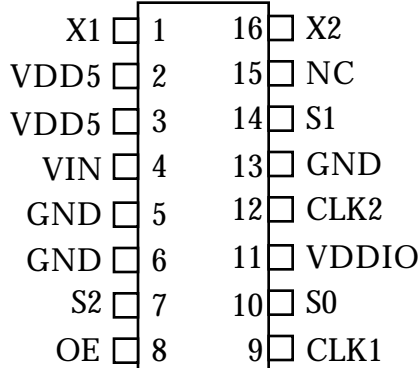 X1 1 16 X2
VDD5 2 15 NC
VDD5 3 14 S1
VIN 4 13 GND
GND 5 12 CLK2
GND 6 11 VDDIO
S2 7 10 S0
OE 8 9 CLK1